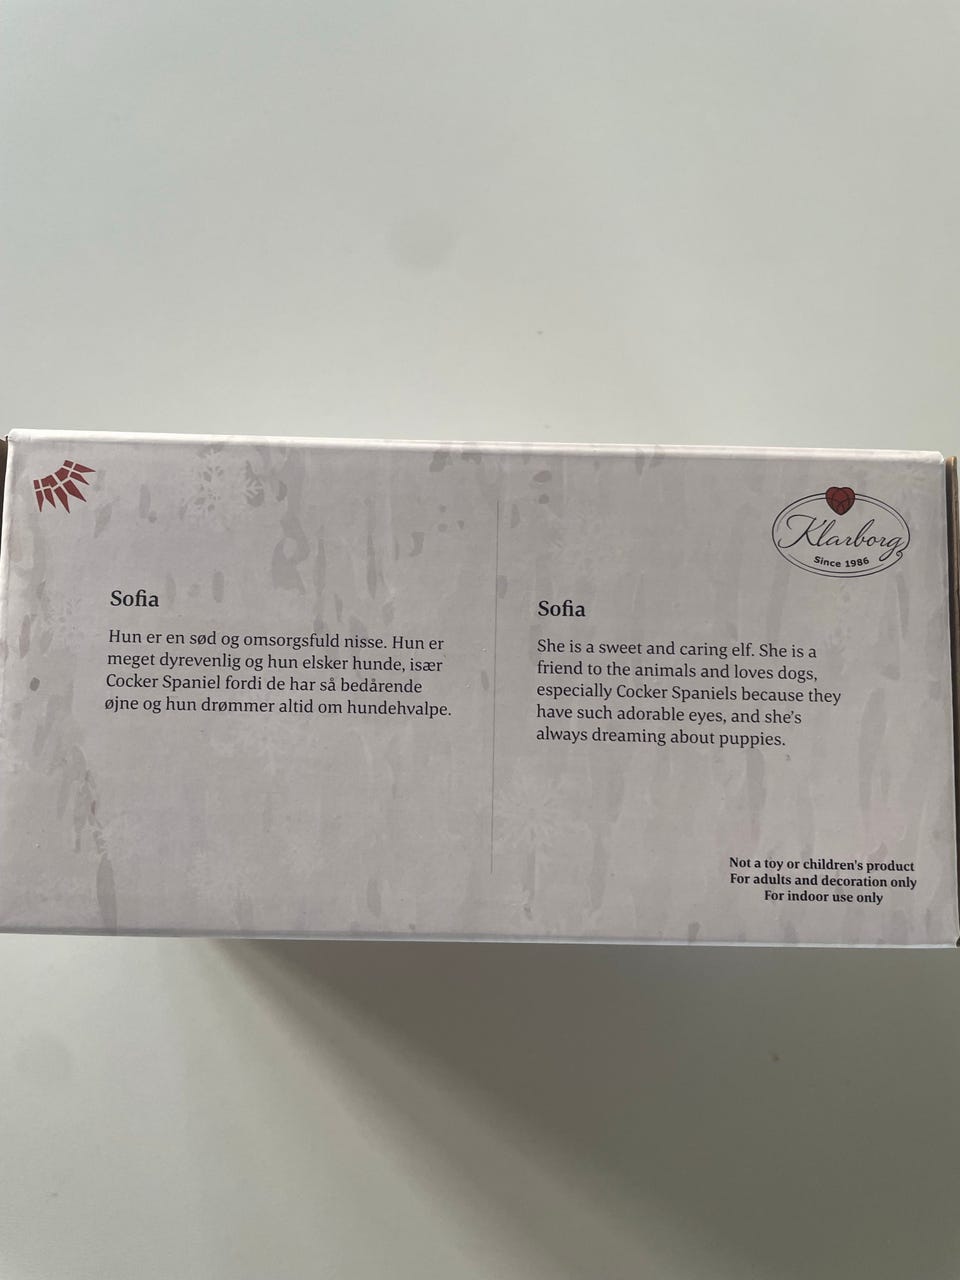 Sofia
Hun er en sød og omsorgsfuld nisse. Hun er
meget dyrevenlig og hun elsker hunde, især
Cocker Spaniel fordi de har så bedårende
øjne og hun drømmer altid om hundehvalpe.
Klarborg
Since 1986
Sofia
She is a sweet and caring elf. She is a
friend to the animals and loves dogs,
especially Cocker Spaniels because they
have such adorable eyes, and she's
always dreaming about puppies.
Not a toy or children's product
For adults and decoration only
For indoor use only